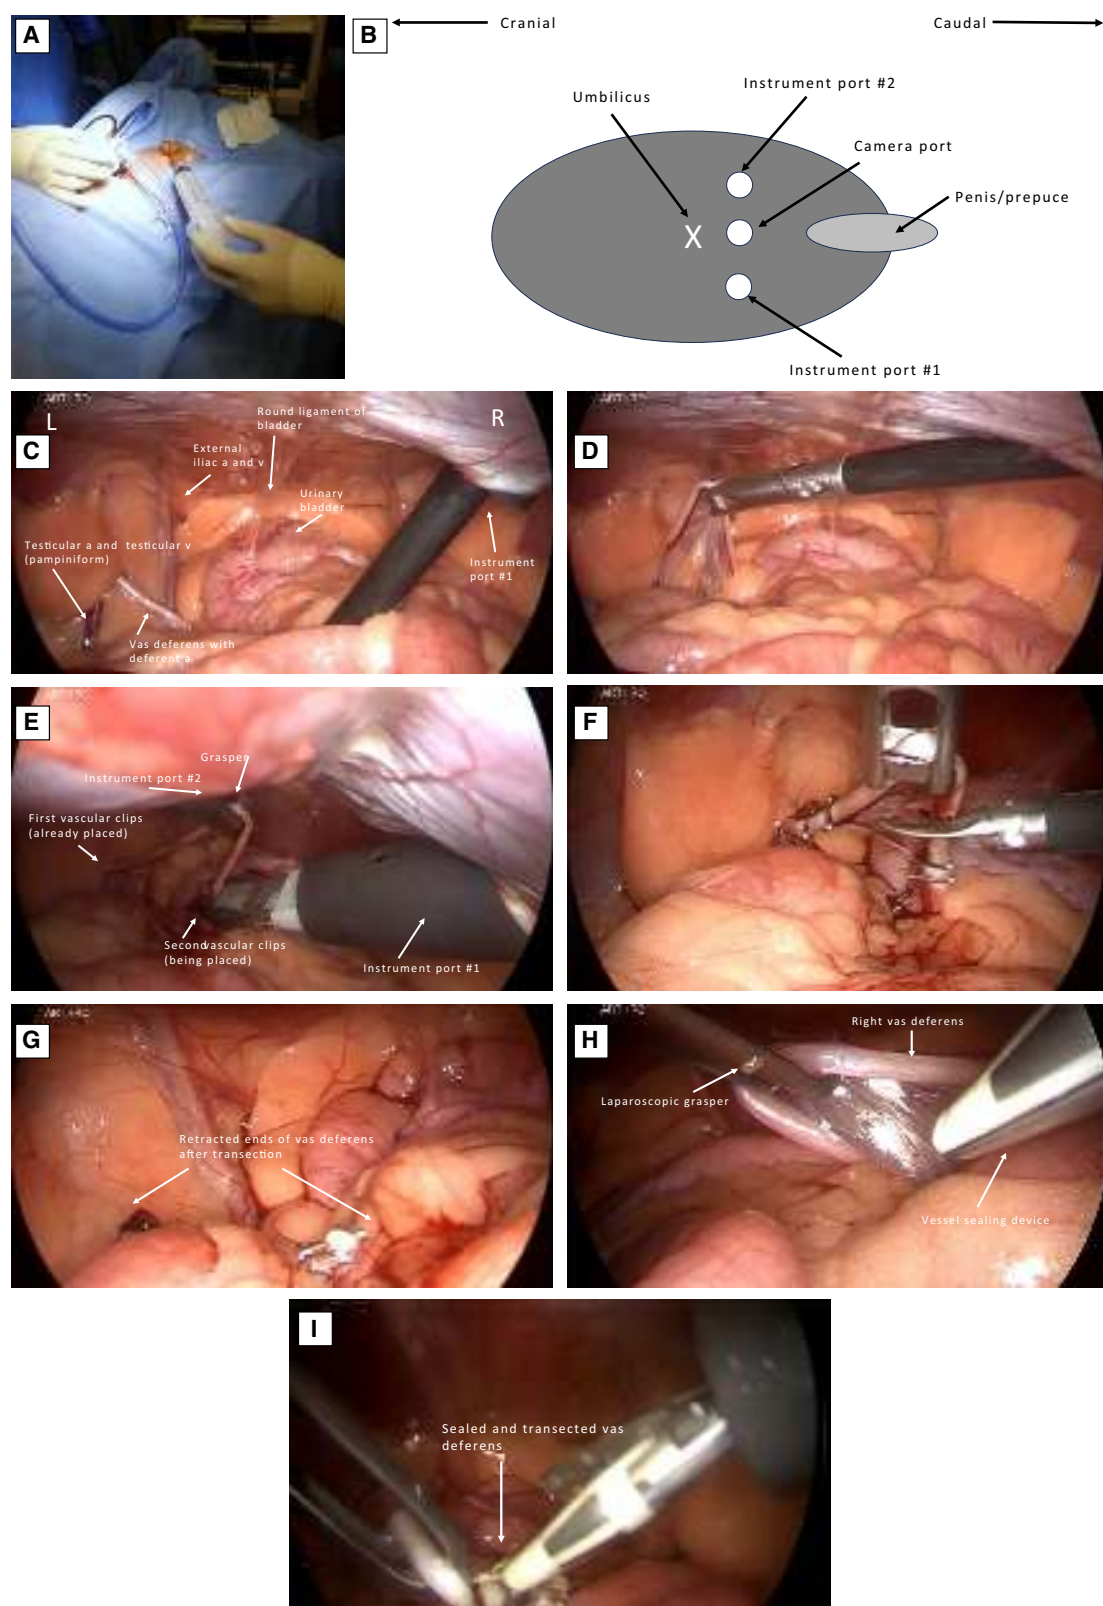 A
B
Cranial
Caudal
Instrument port #2
Umbilicus
Camera port
Penis/prepuce
X
Instrument port #1
C
L
R
Round ligament of
bladder
External
iliac a and v
Urinary
bladder
Testicular a and testicular v
(pampiniform)
Instrument
port #1
Vas deferens with
deferent a
D
E
Grasper
Instrument port #2
First vascular clips
(already placed)
Second vascular clips
(being placed)
Instrument port #1
F
G
Retracted ends of vas deferens
after transection
H
Right vas deferens
Laparoscopic grasper
Vessel sealing device
I
Sealed and transected vas
deferens